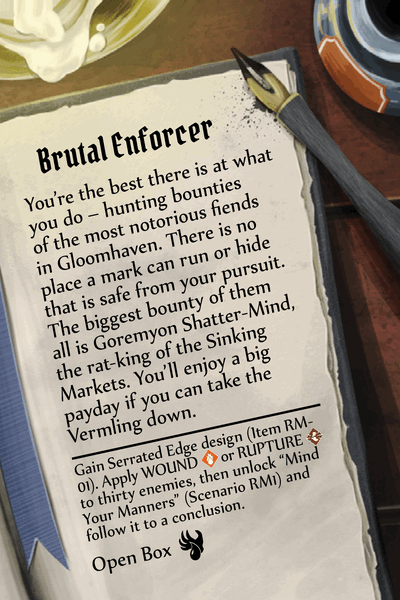 Brutal Enforcer
You're the best there is at what
you do – hunting bounties
of the most notorious fiends
in Gloomhaven. There is no
place a mark can run or hide
that is safe from your pursuit.
The biggest bounty of them
all is Goremyon Shatter-Mind,
the rat-king of the Sinking
Markets. You'll enjoy a big
payday if you can take the
Vermling down.
Gain Serrated Edge design (Item RM-
01). Apply WOUND or RUPTURE
to thirty enemies, then unlock "Mind
Your Manners" (Scenario RM1) and
follow it to a conclusion.
Open Box